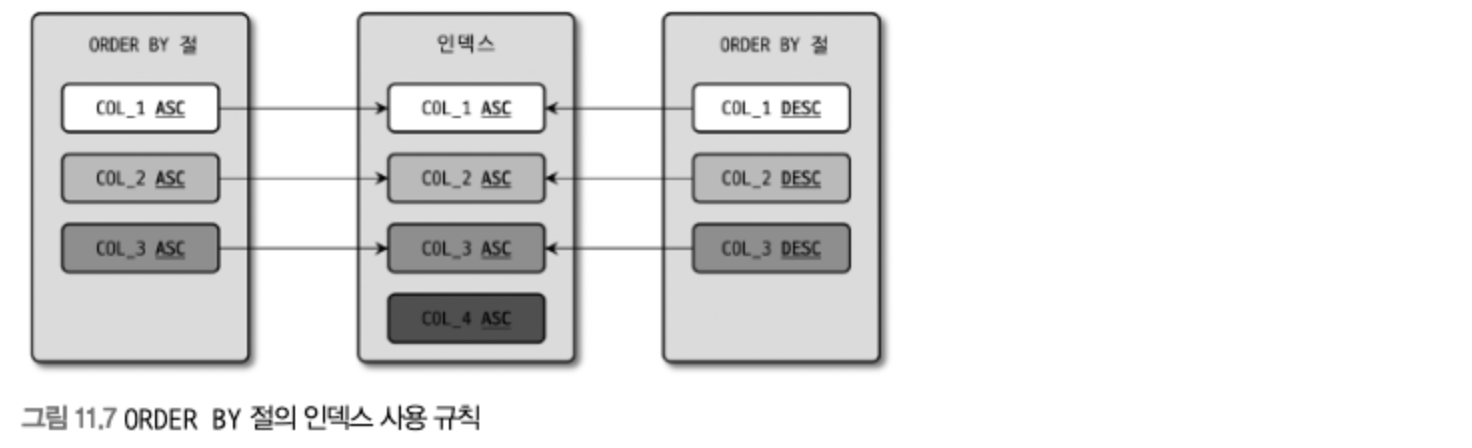 ORDER BY 절
COL_1 ASC
COL_2 ASC
COL_3 ASC
인덱스
COL_1 ASC
COL_2 ASC
COL_3 ASC
COL_4 ASC
ORDER BY 절
COL_1 DESC
COL_2 DESC
COL_3 DESC
그림 11.7 ORDER BY 절의 인덱스 사용 규칙